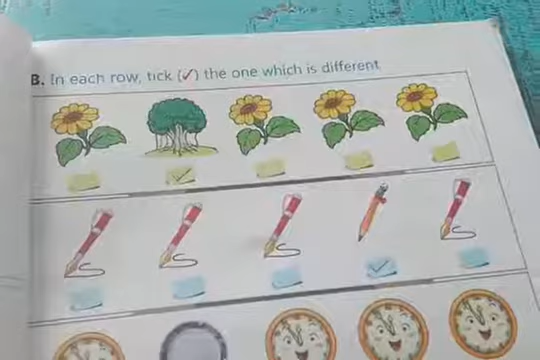 B. In each row, tick (✓) the one which is different